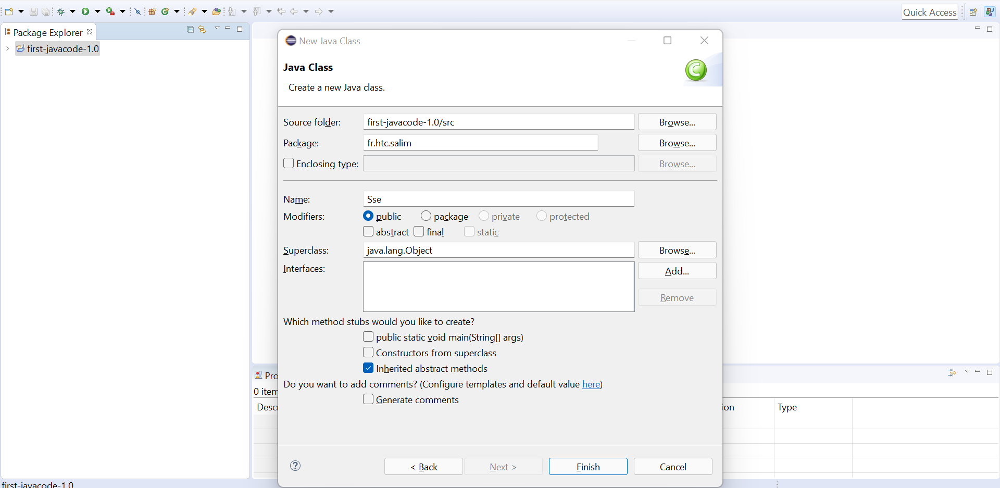 Quick Access
Package Explorer
first-javacode-1.0
New Java Class
Java Class
Create a new Java class.
Source folder: first-javacode-1.0/src Browse...
Package: fr.htc.salim Browse...
Enclosing type: Browse...
Name: Sse
Modifiers: public package private protected
abstract final static
Superclass: java.lang.Object Browse...
Interfaces: Add...
Remove
Which method stubs would you like to create?
public static void main(String[] args)
Constructors from superclass
Inherited abstract methods
Do you want to add comments? (Configure templates and default value here)
Generate comments
< Back Next > Finish Cancel
Pro
0 item
Descr
ion
Type
first-javacode-1.0